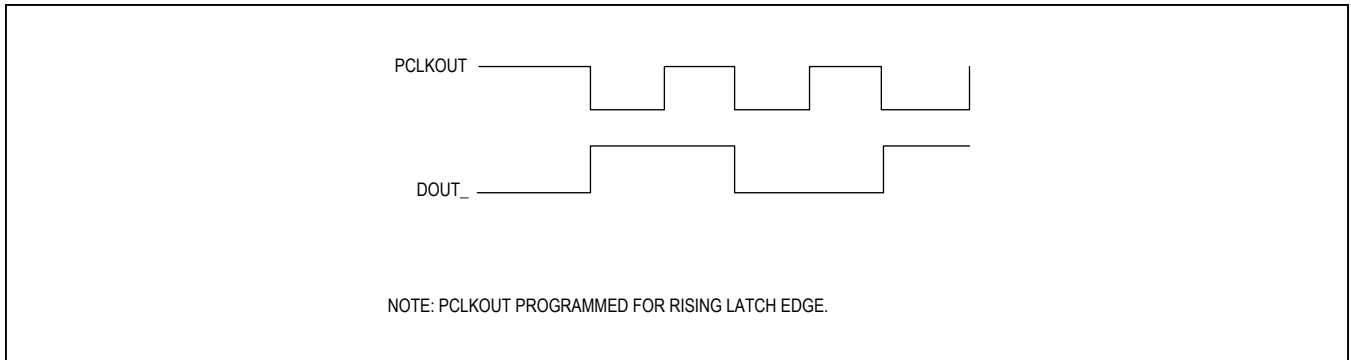 PCLKOUT
DOUT_
NOTE: PCLKOUT PROGRAMMED FOR RISING LATCH EDGE.